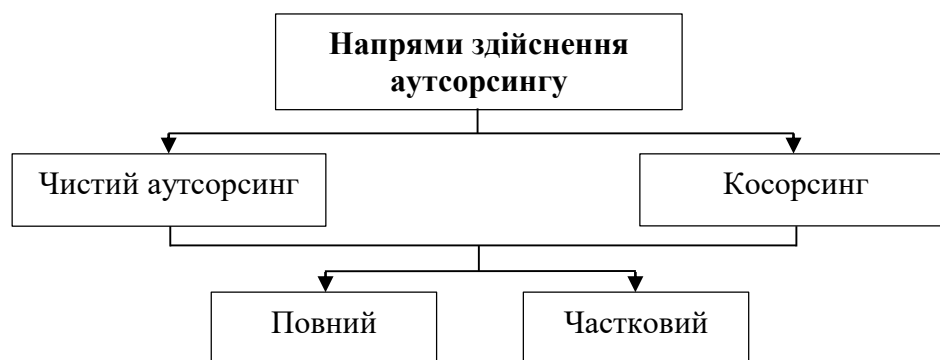 Напрями здійснення
аутсорсингу
Чистий аутсорсинг
Косорсинг
Повний
Частковий